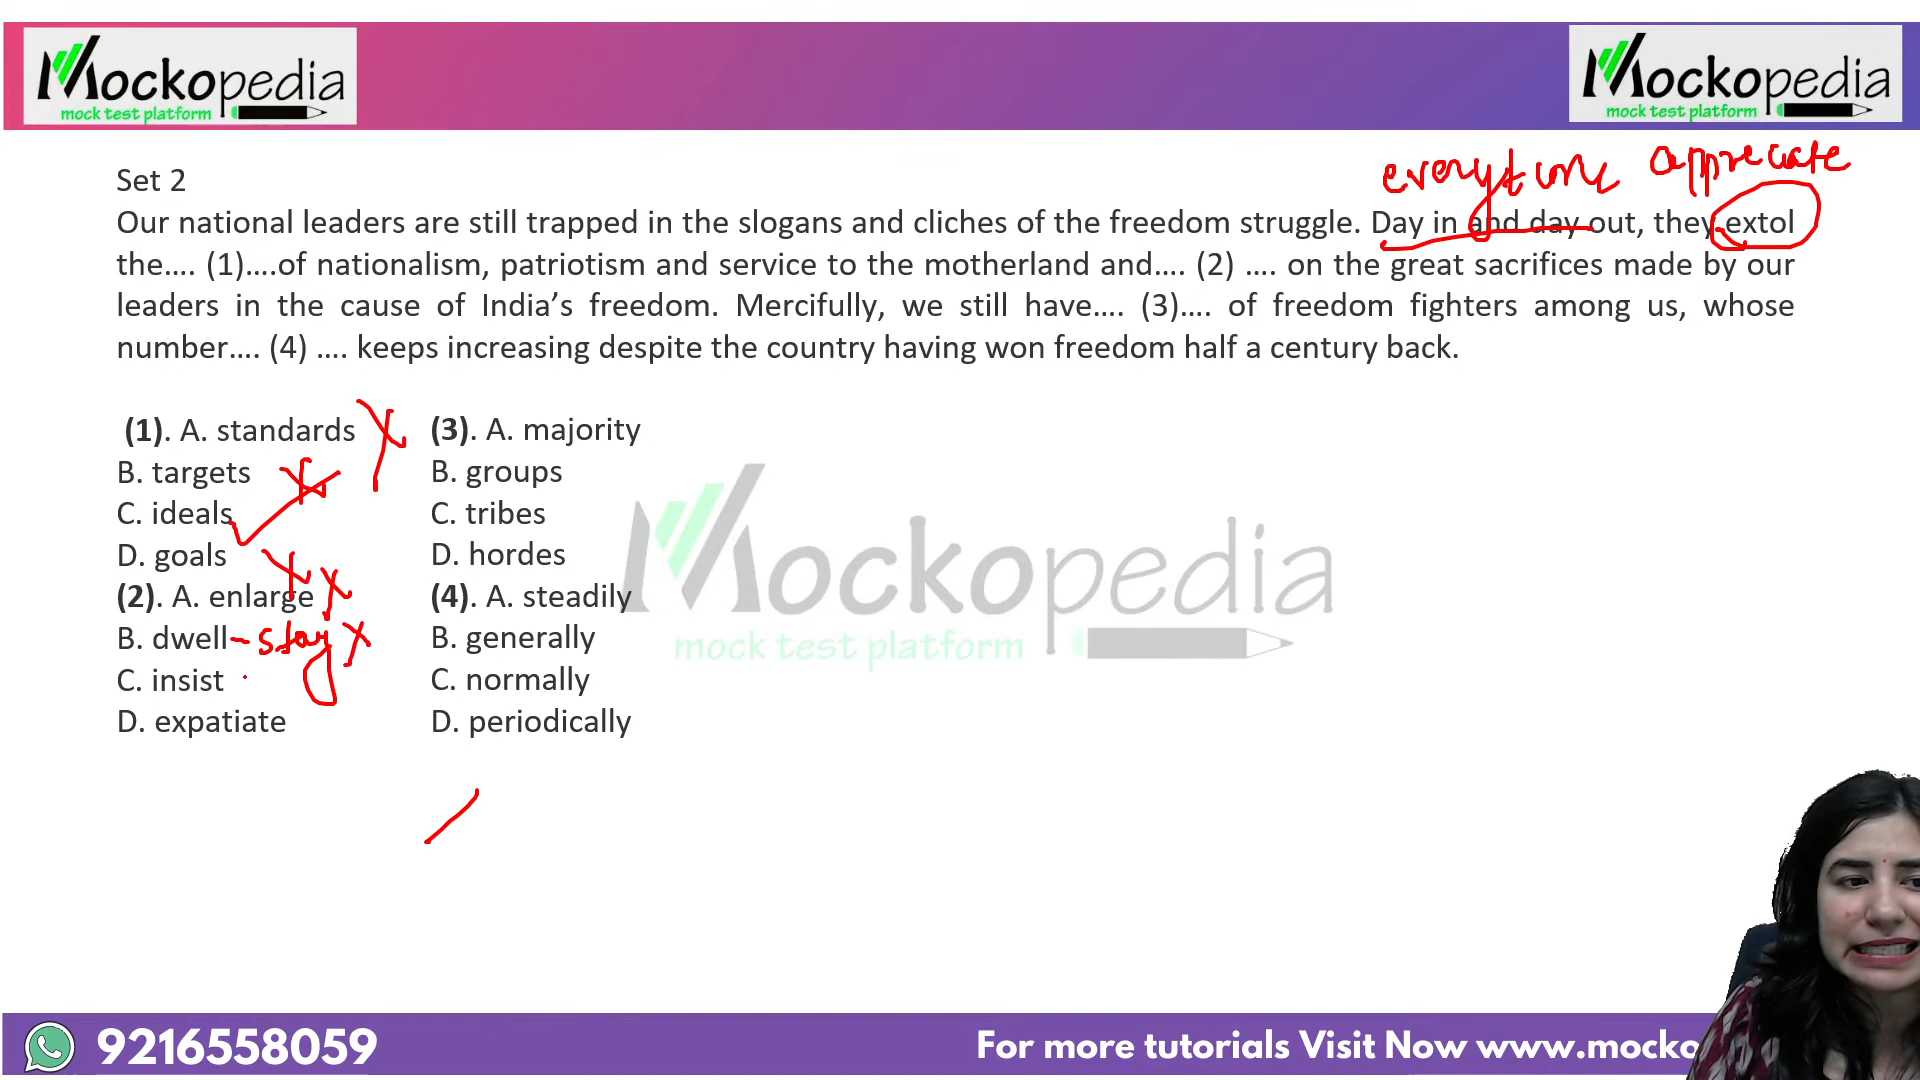 Mockopedia
mock test platform
Mockopedia
mock test platform
everytime appreciate
Set 2
Our national leaders are still trapped in the slogans and cliches of the freedom struggle. Day in and day out, they extol
the.... (1)....of nationalism, patriotism and service to the motherland and.... (2) .... on the great sacrifices made by our
leaders in the cause of India’s freedom. Mercifully, we still have.... (3).... of freedom fighters among us, whose
number.... (4) .... keeps increasing despite the country having won freedom half a century back.
(1). A. standards
B. targets
C. ideals
D. goals
(2). A. enlarge
B. dwell - stay
C. insist
D. expatiate
(3). A. majority
B. groups
C. tribes
D. hordes
(4). A. steadily
B. generally
C. normally
D. periodically
Mockopedia
mock test platform
9216558059
For more tutorials Visit Now www.mocko